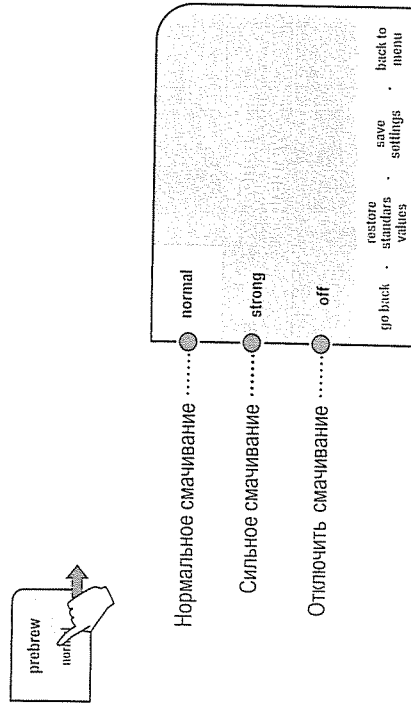 prebrew
normal
Нормальное смачивание
normal
Сильное смачивание
strong
Отключить смачивание
off
go back ·
restore
standars
values
·
save
settings
·
back to
menu